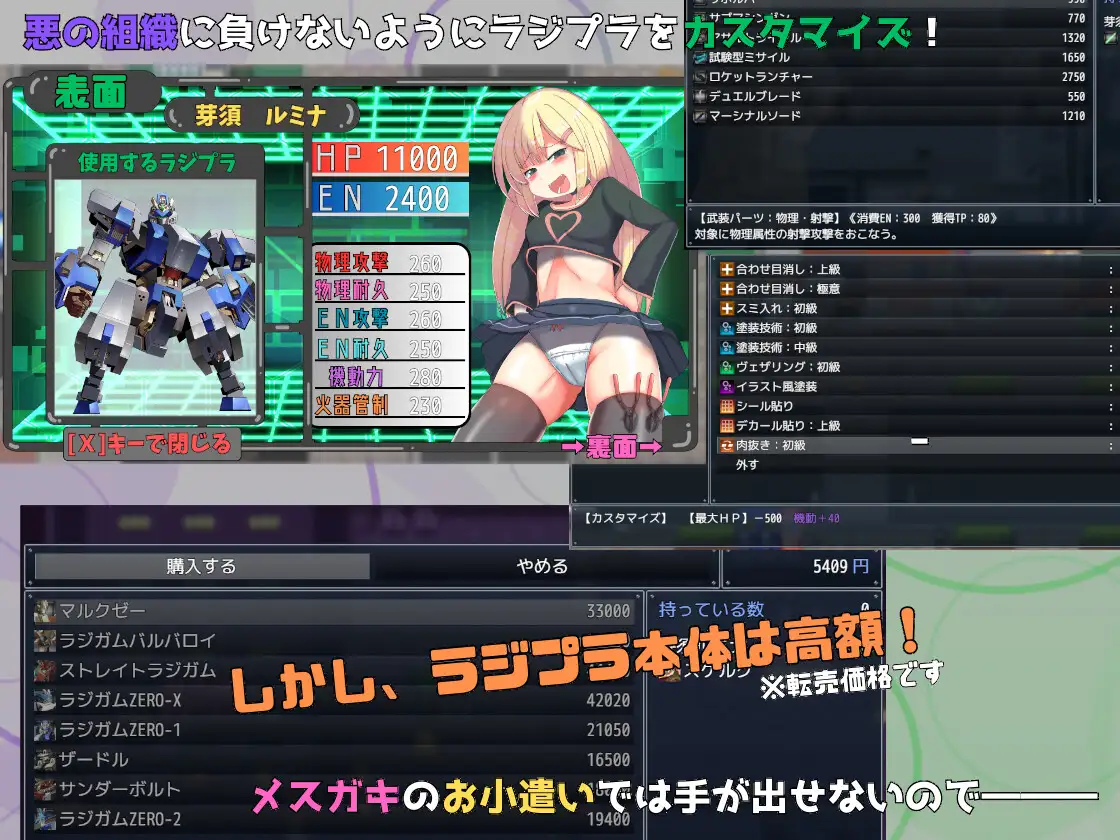 悪の組織に負けないようにラジプラをカスタマイズ！
表面
芽須　ルミナ
使用するラジプラ
HP 11000
EN 2400
物理攻撃 260
物理耐久 250
EN攻撃 260
EN耐久 250
機動力 280
火器管制 230
[X]キーで閉じる
→裏面→
770
1320
試験型ミサイル 1650
ロケットランチャー 2750
デュエルブレード 550
マーシナルソード 1210
【武装パーツ：物理・射撃】《消費EN：300　獲得TP：80》
対象に物理属性の射撃攻撃をおこなう。
合わせ目消し：上級 :
合わせ目消し：極意 :
スミ入れ：初級 :
塗装技術：初級 :
塗装技術：中級 :
ヴェザリング：初級 :
イラスト風塗装 :
シール貼り :
デカール貼り：上級 :
肉抜き：初級 :
外す
【カスタマイズ】　【最大HP】－500　機動＋40
購入する　やめる　5409 円
マルクゼー 33000
ラジガムバルバロイ
ストレイトラジガム
ラジガムZERO-X 42020
ラジガムZERO-1 21050
ザードル 16500
サンダーボルト
ラジガムZERO-2 19400
持っている数 0
しかし、ラジプラ本体は高額！
※転売価格です
メスガキのお小遣いでは手が出せないので―――